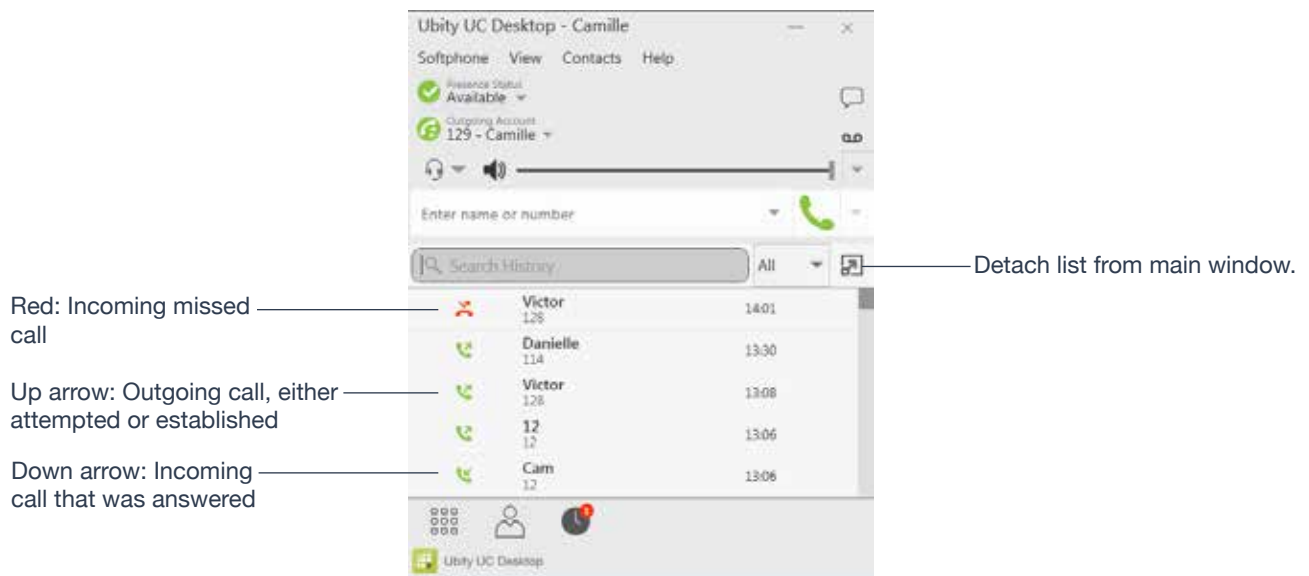 Ubity UC Desktop - Camille
Softphone View Contacts Help
Presence Status
Available
Outgoing Account
129 - Camille
Enter name or number
Search History
All
Detach list from main window.
Red: Incoming missed
call
Victor
128
14:01
Danielle
114
13:30
Up arrow: Outgoing call, either
attempted or established
Victor
128
13:08
12
12
13:06
Down arrow: Incoming
call that was answered
Cam
12
13:06
Ubity UC Desktop